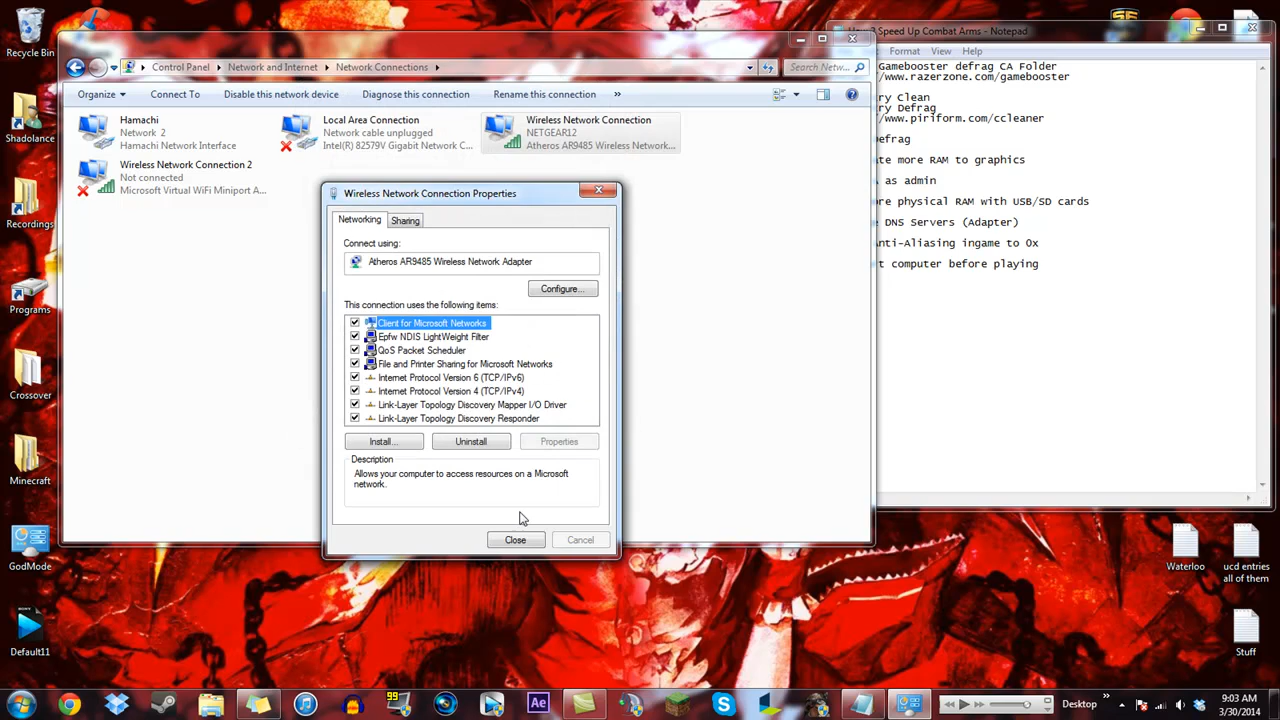 Recycle Bin
Shadolance
Recordings
Programs
Crossover
Minecraft
GodMode
Default11
Control Panel
Network and Internet
Network Connections
Search Netw...
Organize
Connect To
Disable this network device
Diagnose this connection
Rename this connection
»
Hamachi
Network 2
Hamachi Network Interface
Local Area Connection
Network cable unplugged
Intel(R) 82579V Gigabit Network C...
Wireless Network Connection
NETGEAR12
Atheros AR9485 Wireless Network...
Wireless Network Connection 2
Not connected
Microsoft Virtual WiFi Miniport A...
Wireless Network Connection Properties
Networking
Sharing
Connect using:
Atheros AR9485 Wireless Network Adapter
Configure...
This connection uses the following items:
Client for Microsoft Networks
Epfw NDIS LightWeight Filter
QoS Packet Scheduler
File and Printer Sharing for Microsoft Networks
Internet Protocol Version 6 (TCP/IPv6)
Internet Protocol Version 4 (TCP/IPv4)
Link-Layer Topology Discovery Mapper I/O Driver
Link-Layer Topology Discovery Responder
Install...
Uninstall
Properties
Description
Allows your computer to access resources on a Microsoft
network.
Close
Cancel
Speed Up Combat Arms - Notepad
Format
View
Help
Gamebooster defrag CA Folder
//www.razerzone.com/gamebooster
ry Clean
ry Defrag
//www.piriform.com/ccleaner
Defrag
ate more RAM to graphics
as admin
ore physical RAM with USB/SD cards
e DNS Servers (Adapter)
Anti-Aliasing ingame to 0x
t computer before playing
Waterloo
ucd entries
all of them
Stuff
99
Ae
Desktop
»
9:03 AM
3/30/2014